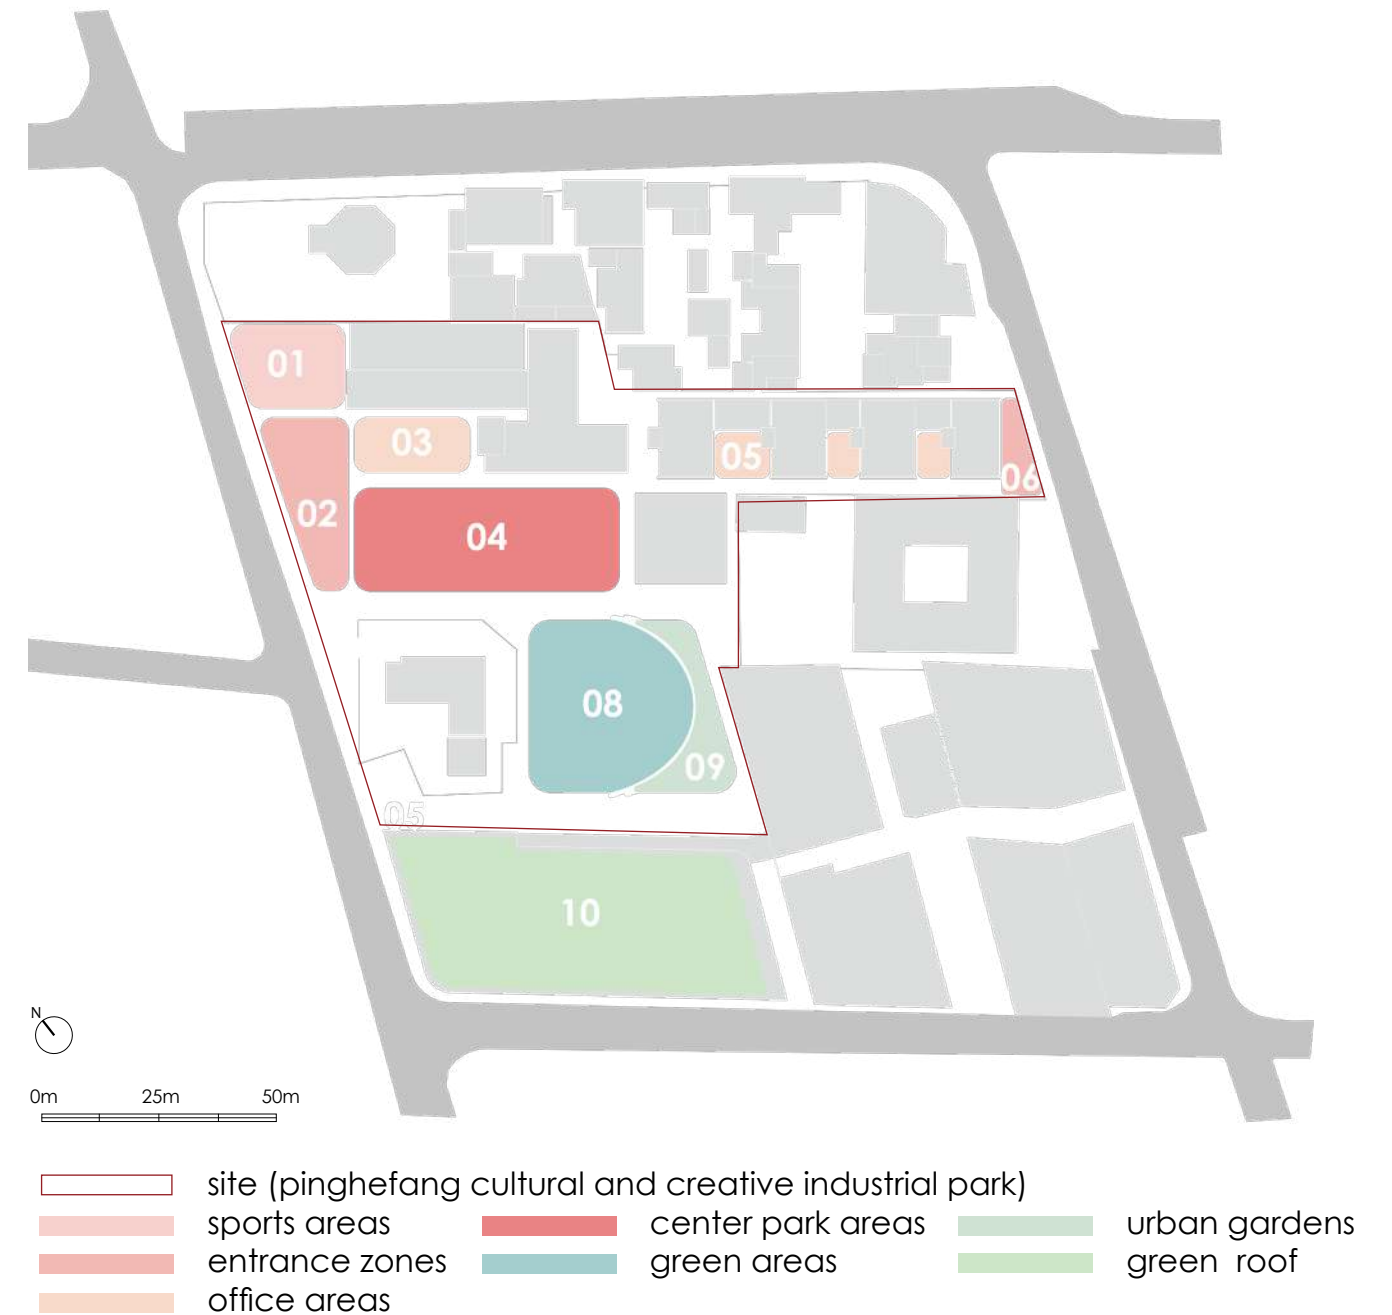 01
03
05
06
02
04
08
09
05
10
N
0m 25m 50m
site (pinghefang cultural and creative industrial park)
sports areas center park areas urban gardens
entrance zones green areas green roof
office areas